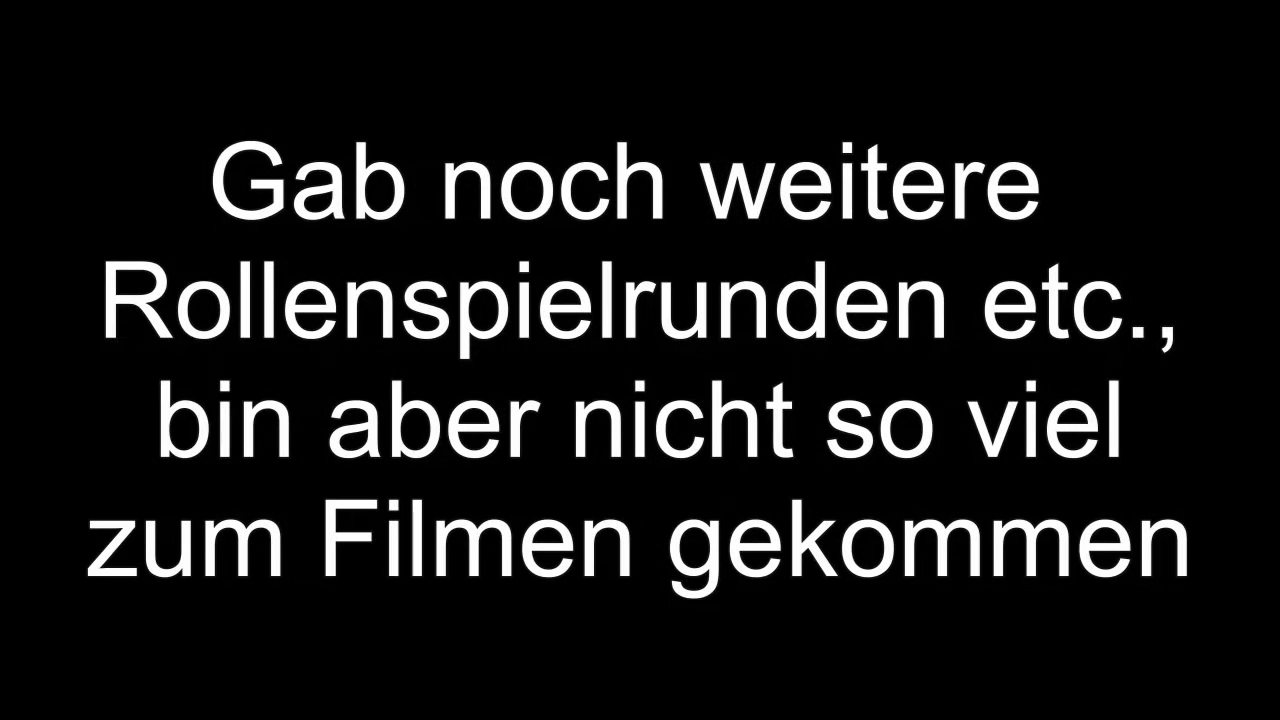 Gab noch weitere
Rollenspielrunden etc.,
bin aber nicht so viel
zum Filmen gekommen